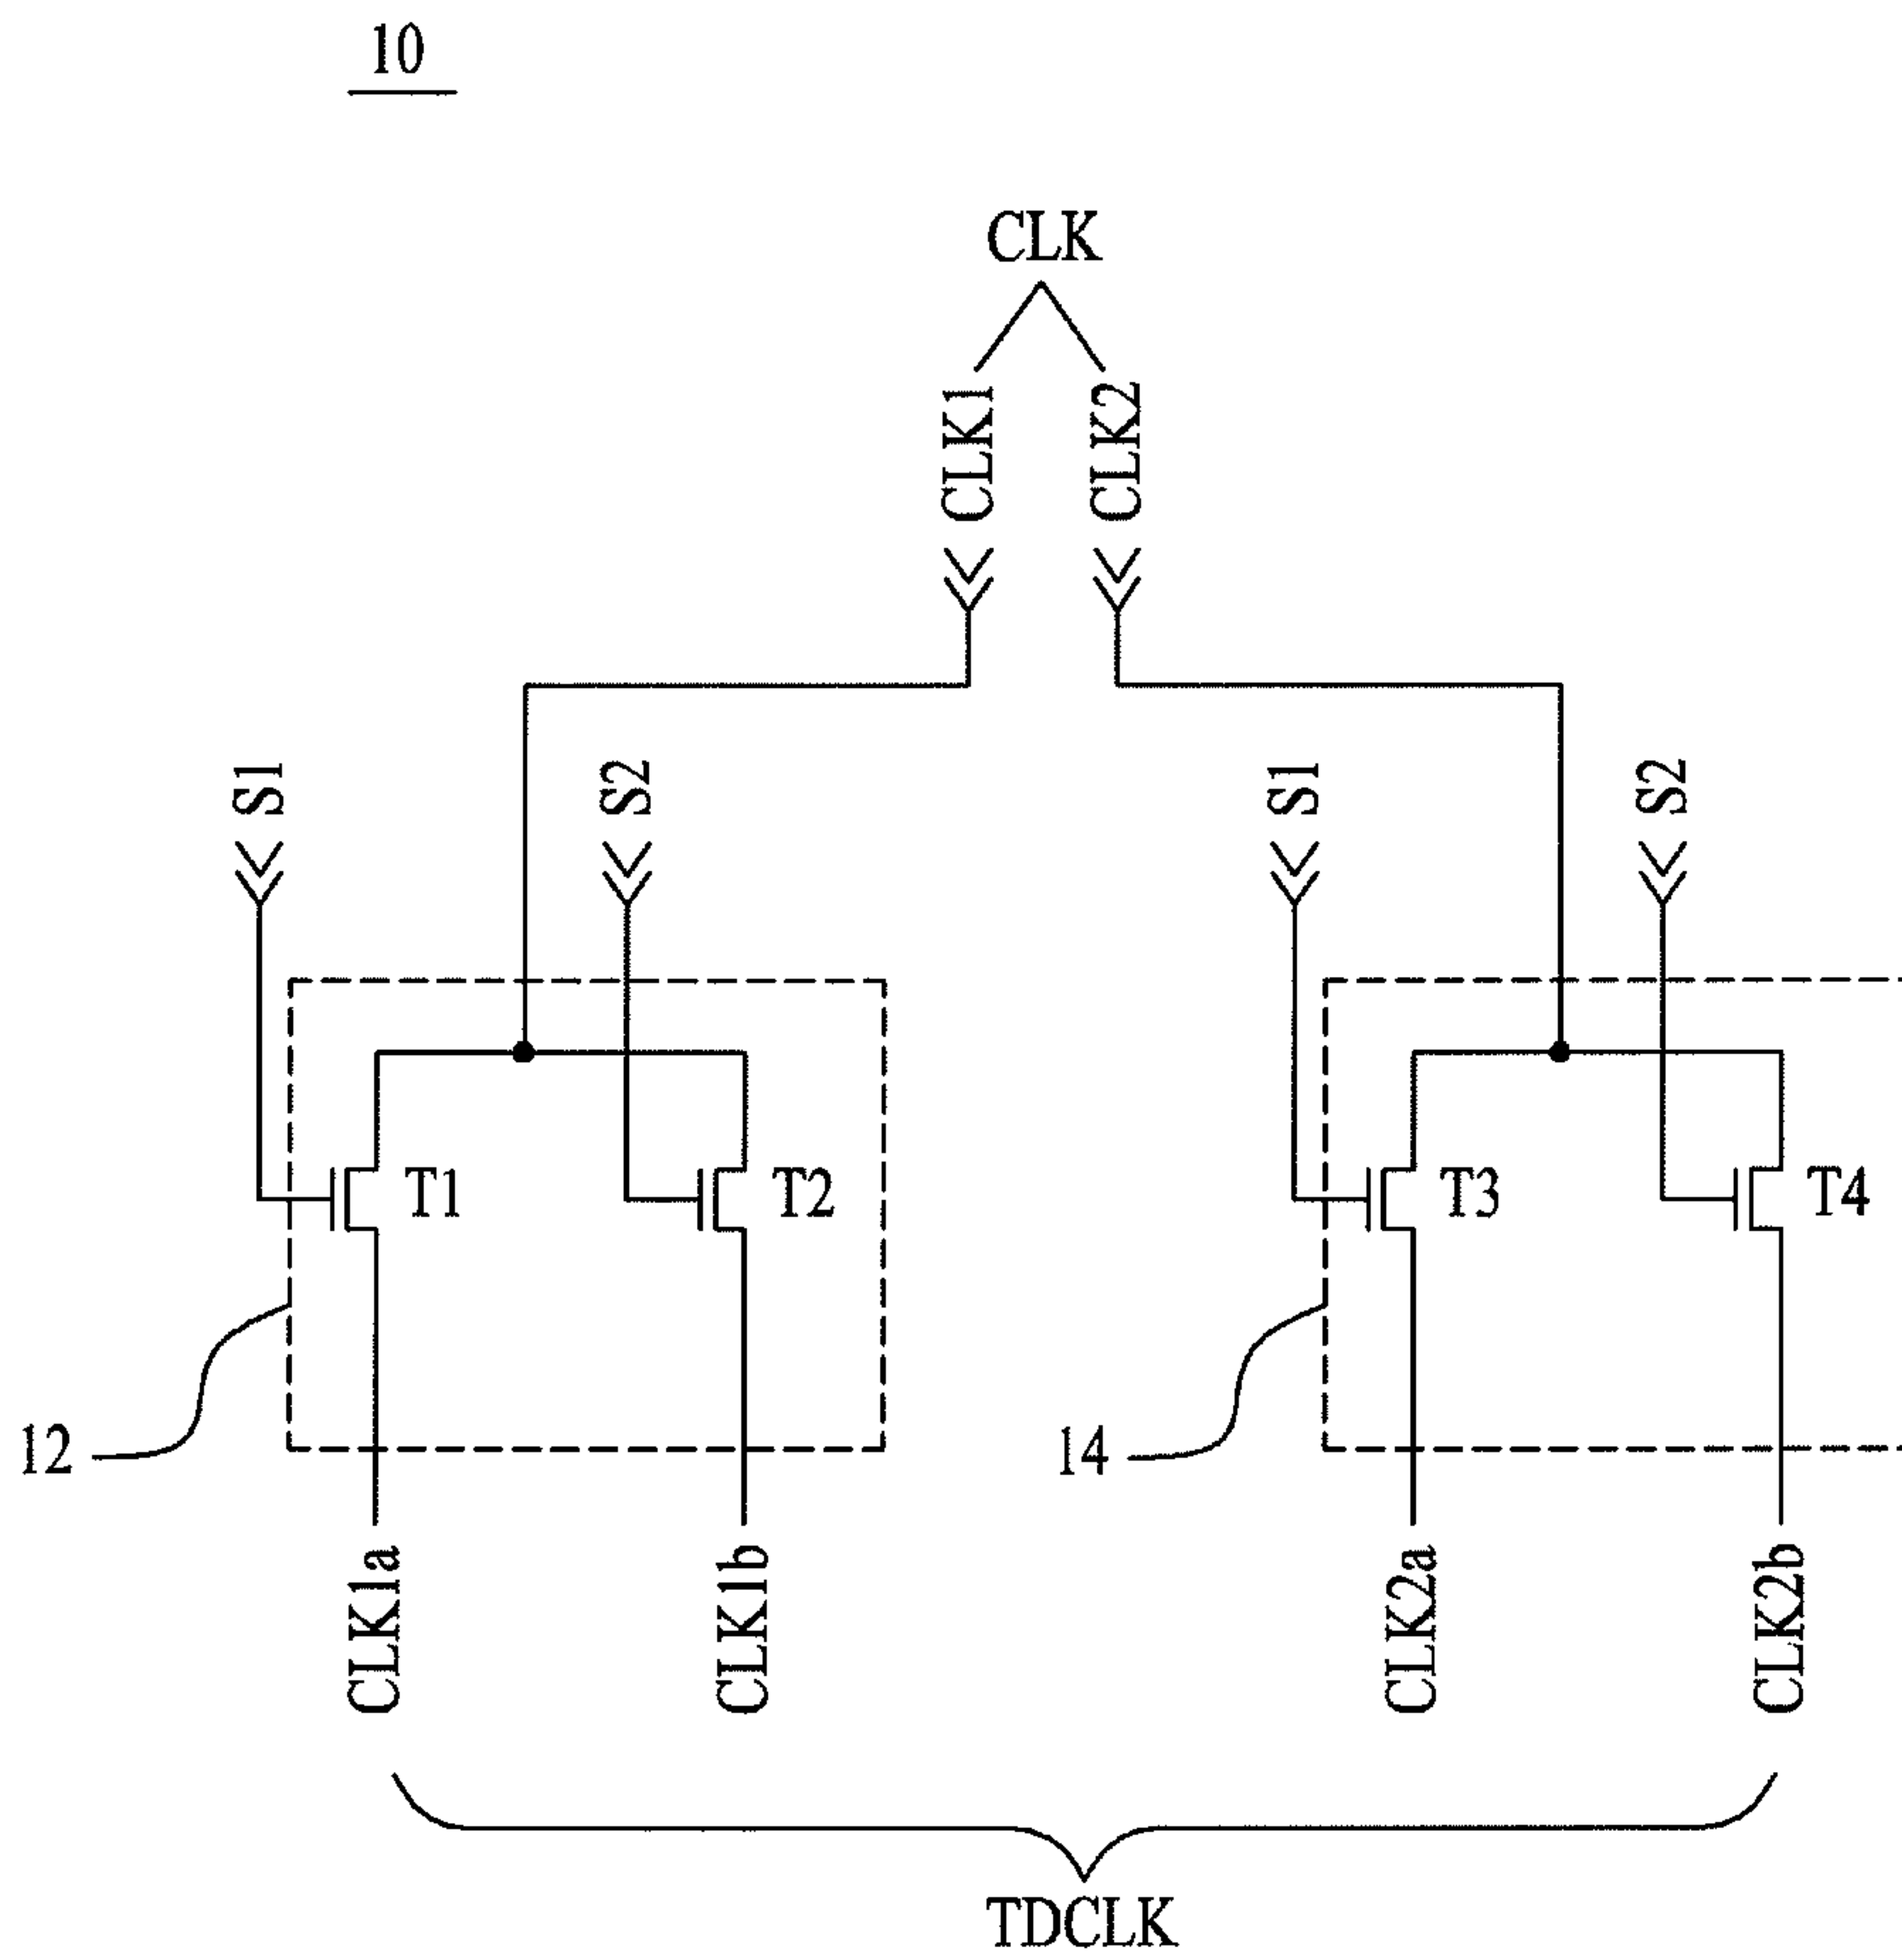 10
CLK
CLK1
CLK2
S1
S2
S1
S2
T1
T2
T3
T4
12
14
CLK1a
CLK1b
CLK2a
CLK2b
TDCLK